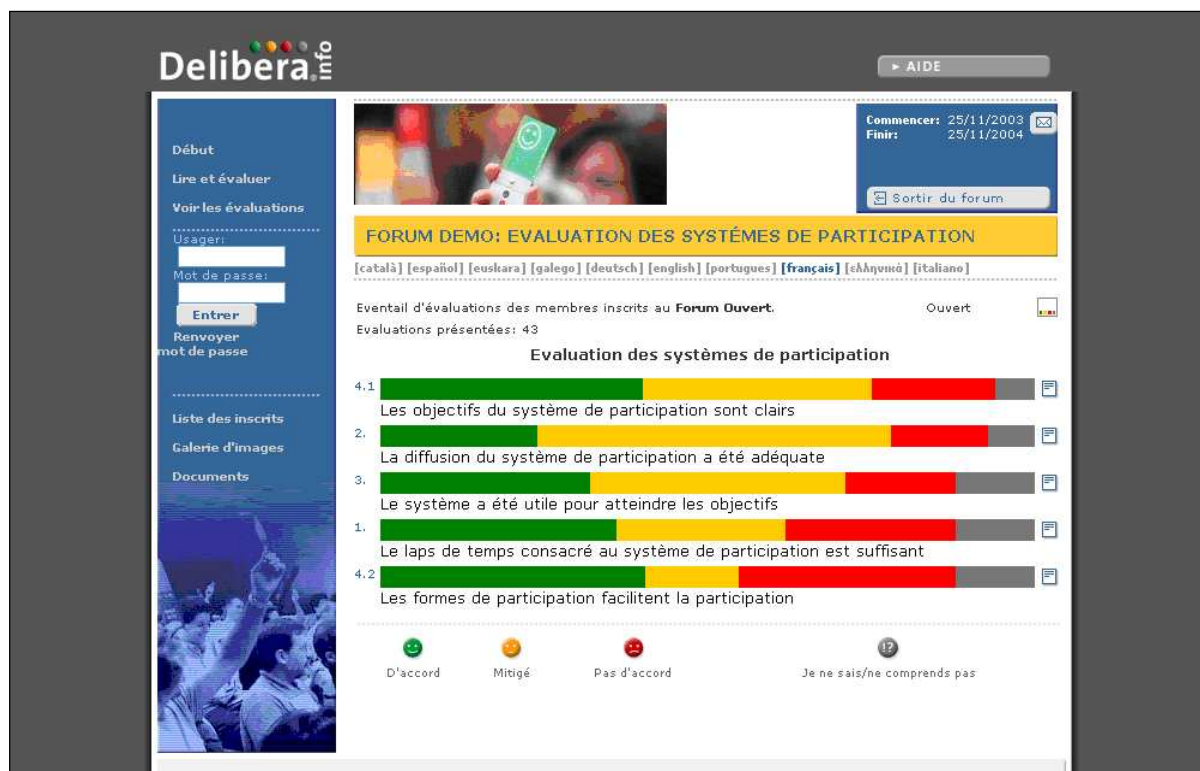 Delibera.info
► AIDE
Début
Lire et évaluer
Voir les évaluations
Usager:
Mot de passe:
Entrer
Renvoyer
mot de passe
Liste des inscrits
Galerie d'images
Documents
Commencer: 25/11/2003
Finir: 25/11/2004
Sortir du forum
FORUM DEMO: EVALUATION DES SYSTÉMES DE PARTICIPATION
[català] [español] [euskara] [galego] [deutsch] [english] [portugues] [français] [ελληνικά] [italiano]
Eventail d'évaluations des membres inscrits au Forum Ouvert. Ouvert
Evaluations présentées: 43
Evaluation des systèmes de participation
4.1
Les objectifs du système de participation sont clairs
2.
La diffusion du système de participation a été adéquate
3.
Le système a été utile pour atteindre les objectifs
1.
Le laps de temps consacré au système de participation est suffisant
4.2
Les formes de participation facilitent la participation
!?
D'accord Mitigé Pas d'accord Je ne sais/ne comprends pas